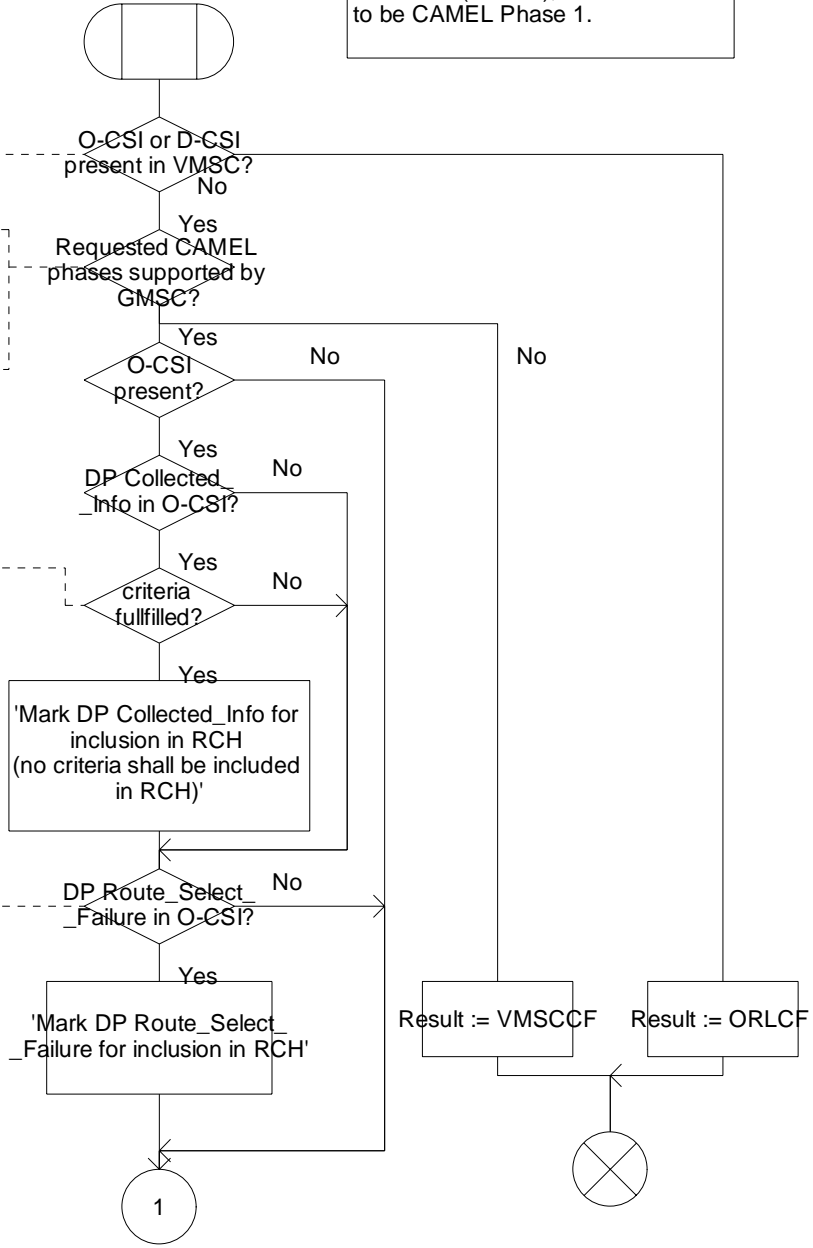 to be CAMEL Phase 1.
O-CSI or D-CSI
present in VMSC?
No
Yes
Requested CAMEL
phases supported by
GMSC?
Yes
No
No
O-CSI
present?
Yes
DP Collected_
_Info in O-CSI?
No
Yes
criteria
fullfilled?
No
Yes
'Mark DP Collected_Info for
inclusion in RCH
(no criteria shall be included
in RCH)'
DP Route_Select_
_Failure in O-CSI?
No
Yes
'Mark DP Route_Select_
_Failure for inclusion in RCH'
Result := VMSCCF
Result := ORLCF
1